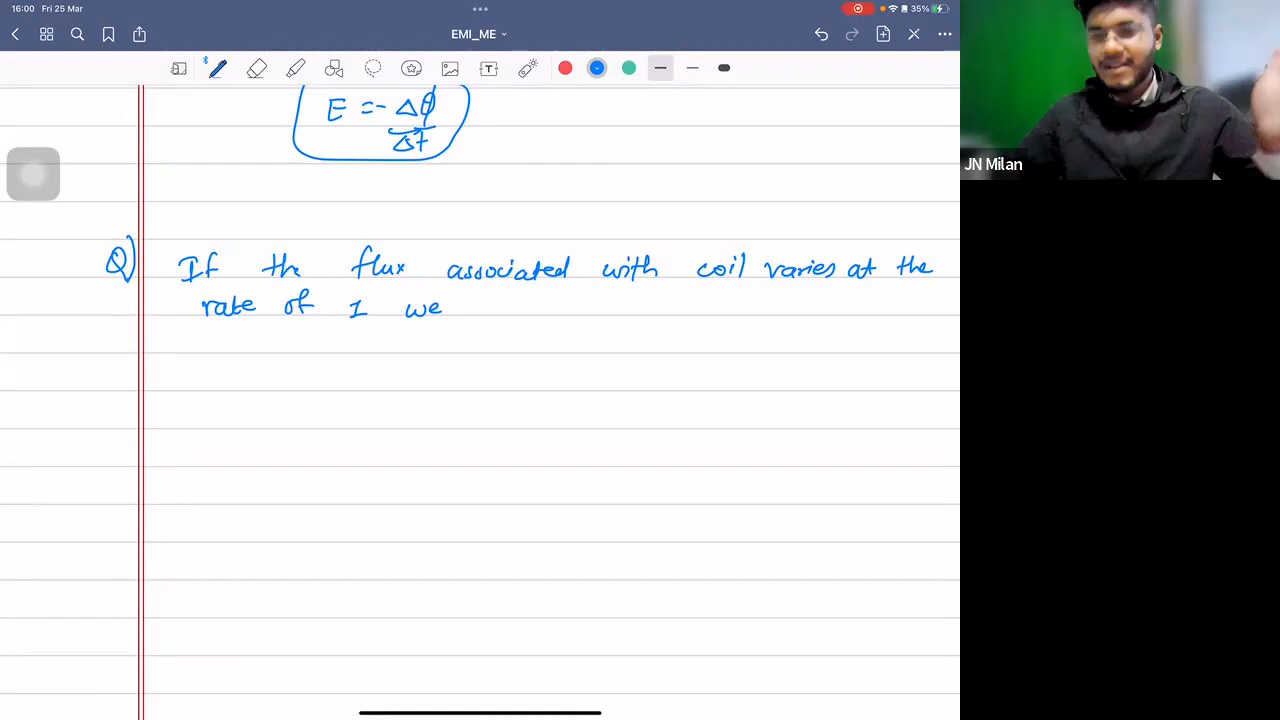 16:00 Fri 25 Mar
35%
EMI_ME
E = - Δϕ
Δt
Q) If the flux associated with coil varies at the
rate of 1 we
JN Milan